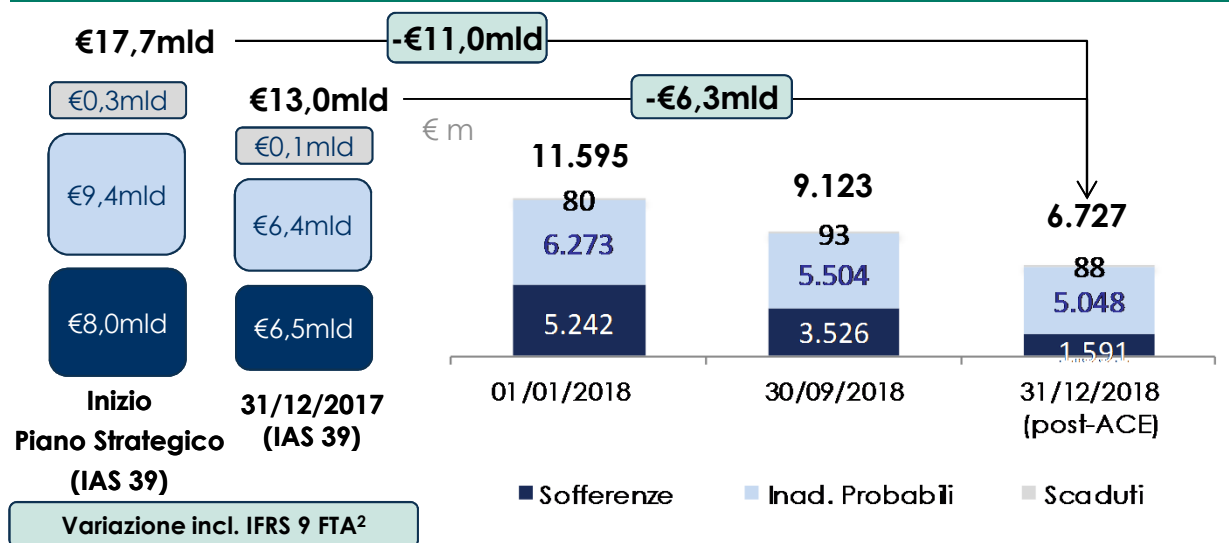 €17,7mld
-€11,0mld
€0,3mld
€13,0mld
-€6,3mld
€9,4mld
€0,1mld
€ m
€6,4mld
€8,0mld
€6,5mld
11.595
80
6.273
5.242
9.123
93
5.504
3.526
6.727
88
5.048
1.591
Inizio
Piano Strategico
(IAS 39)
31/12/2017
(IAS 39)
01/01/2018
30/09/2018
31/12/2018
(post-ACE)
Sofferenze
Inad. Probabili
Scaduti
Variazione incl. IFRS 9 FTA²